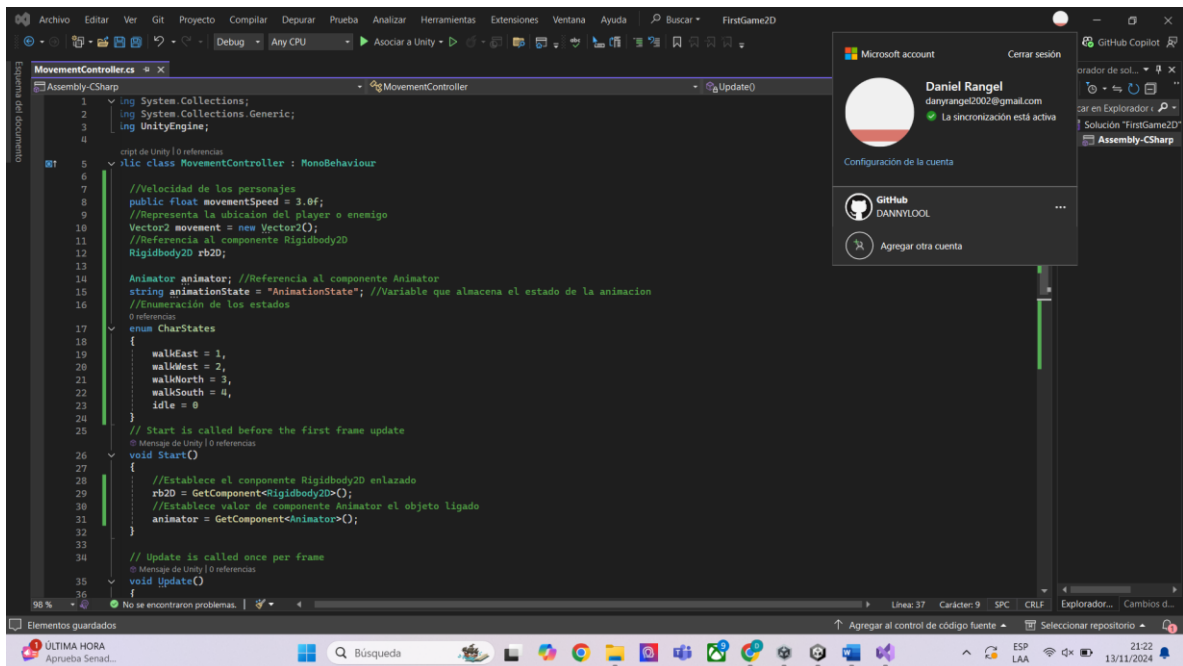 Archivo Editar Ver Git Proyecto Compilar Depurar Prueba Analizar Herramientas Extensiones Ventana Ayuda Buscar FirstGame2D
Debug Any CPU Asociar a Unity GitHub Copilot
MovementController.cs
Assembly-CSharp MovementController Update()
Esquema del documento
1 ing System.Collections;
2 ing System.Collections.Generic;
3 ing UnityEngine;
4
cript de Unity | 0 referencias
5 blic class MovementController : MonoBehaviour
6
7 //Velocidad de los personajes
8 public float movementSpeed = 3.0f;
9 //Representa la ubicaion del player o enemigo
10 Vector2 movement = new Vector2();
11 //Referencia al componente Rigidbody2D
12 Rigidbody2D rb2D;
13
14 Animator animator; //Referencia al componente Animator
15 string animationState = "AnimationState"; //Variable que almacena el estado de la animacion
16 //Enumeración de los estados
0 referencias
17 enum CharStates
18 {
19 walkEast = 1,
20 walkWest = 2,
21 walkNorth = 3,
22 walkSouth = 4,
23 idle = 0
24 }
25 // Start is called before the first frame update
Mensaje de Unity | 0 referencias
26 void Start()
27 {
28 //Establece el conponente Rigidbody2D enlazado
29 rb2D = GetComponent<Rigidbody2D>();
30 //Establece valor de componente Animator el objeto ligado
31 animator = GetComponent<Animator>();
32 }
33
34 // Update is called once per frame
Mensaje de Unity | 0 referencias
35 void Update()
36 {
Microsoft account Cerrar sesión
Daniel Rangel
danyrangel2002@gmail.com
La sincronización está activa
Configuración de la cuenta
GitHub
DANNYLOOL
Agregar otra cuenta
orador de sol...
car en Explorador
Solución "FirstGame2D"
Assembly-CSharp
98 % No se encontraron problemas. Línea: 37 Carácter: 9 SPC CRLF Explorador... Cambios d...
Elementos guardados Agregar al control de código fuente Seleccionar repositorio
1 ÚLTIMA HORA
Aprueba Senad...
Búsqueda
ESP
LAA
21:22
13/11/2024